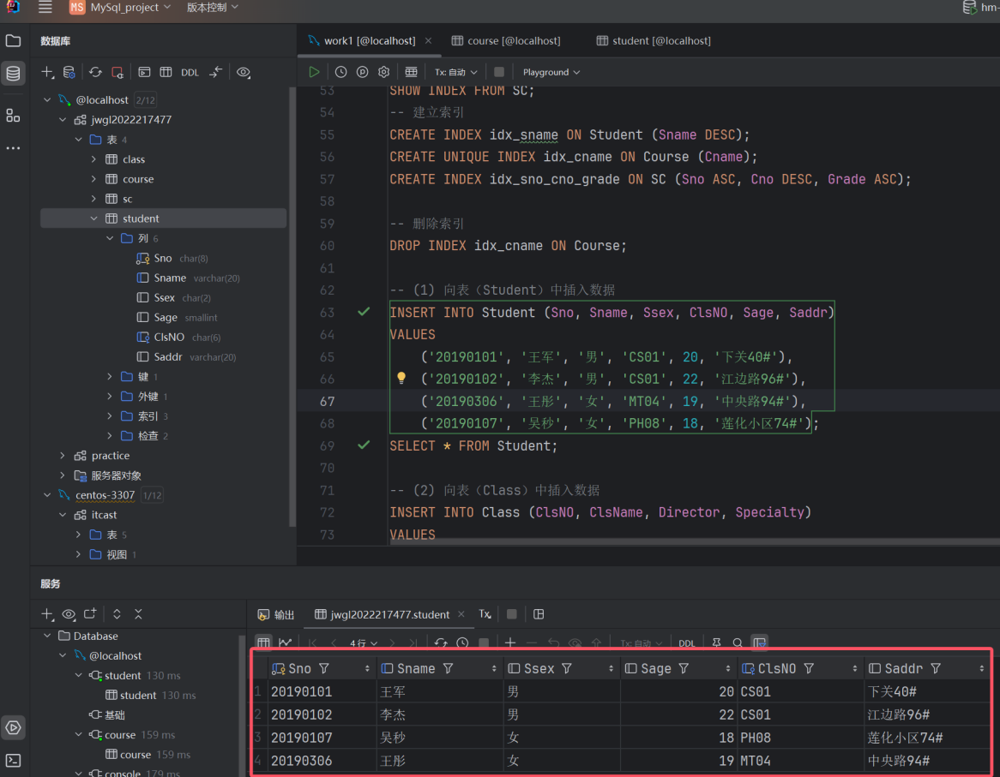 MS MySql_project 版本控制 hm-
数据库
work1 [@localhost] course [@localhost] student [@localhost]
DDL
Tx: 自动 Playground
@localhost 2/12
jwgl2022217477
表 4
class
course
sc
student
列 6
Sno char(8)
Sname varchar(20)
Ssex char(2)
Sage smallint
ClsNO char(6)
Saddr varchar(20)
键 1
外键 1
索引 3
检查 2
practice
服务器对象
centos-3307 1/12
itcast
表 5
视图 1
53 SHOW INDEX FROM SC;
54 -- 建立索引
55 CREATE INDEX idx_sname ON Student (Sname DESC);
56 CREATE UNIQUE INDEX idx_cname ON Course (Cname);
57 CREATE INDEX idx_sno_cno_grade ON SC (Sno ASC, Cno DESC, Grade ASC);
58
59 -- 删除索引
60 DROP INDEX idx_cname ON Course;
61
62 -- (1) 向表（Student）中插入数据
63 INSERT INTO Student (Sno, Sname, Ssex, ClsNO, Sage, Saddr)
64 VALUES
65 ('20190101', '王军', '男', 'CS01', 20, '下关40#'),
66 ('20190102', '李杰', '男', 'CS01', 22, '江边路96#'),
67 ('20190306', '王彤', '女', 'MT04', 19, '中央路94#'),
68 ('20190107', '吴秒', '女', 'PH08', 18, '莲化小区74#');
69 SELECT * FROM Student;
70
71 -- (2) 向表（Class）中插入数据
72 INSERT INTO Class (ClsNO, ClsName, Director, Specialty)
73 VALUES
服务
输出 jwgl2022217477.student Tx
Database
@localhost
student 130 ms
student 130 ms
基础
course 159 ms
course 159 ms
console 179 ms
4 行 Tx: 自动 DDL
Sno Sname Ssex Sage ClsNO Saddr
1 20190101 王军 男 20 CS01 下关40#
2 20190102 李杰 男 22 CS01 江边路96#
3 20190107 吴秒 女 18 PH08 莲化小区74#
4 20190306 王彤 女 19 MT04 中央路94#